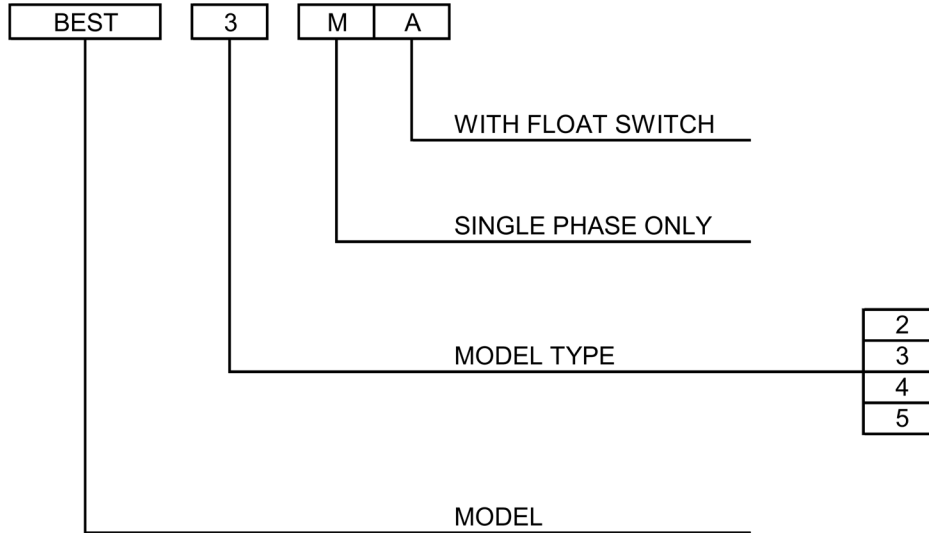 BEST 3 M A
WITH FLOAT SWITCH
SINGLE PHASE ONLY
2
MODEL TYPE 3
4
5
MODEL